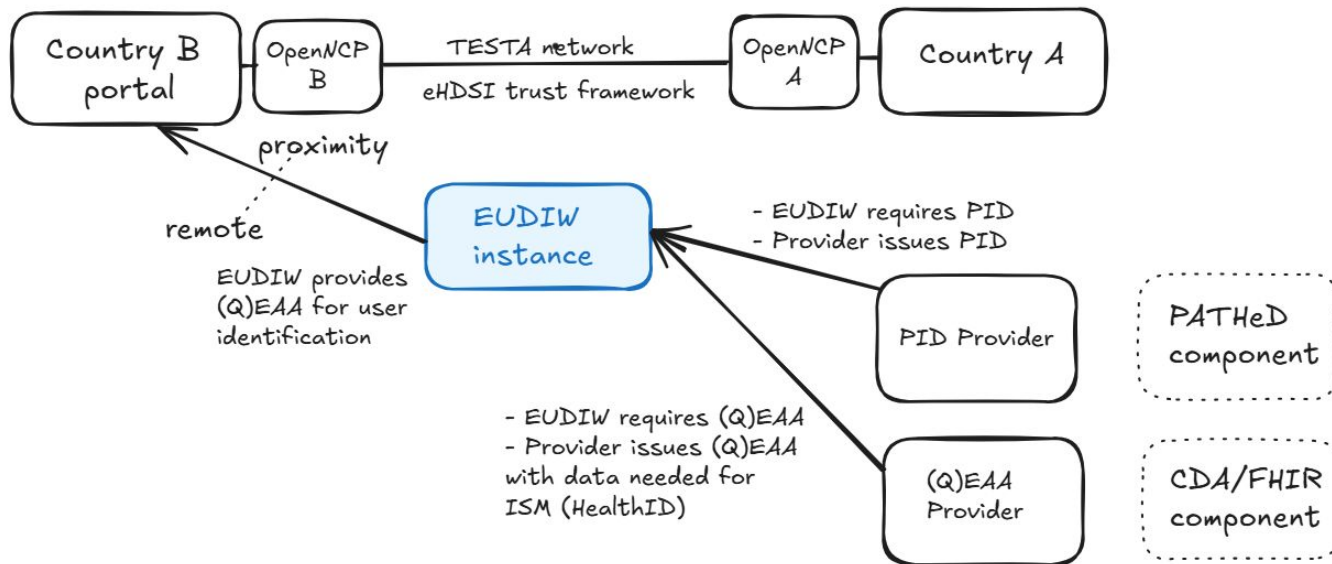 Country B
portal
OpenNCP
B
TESTA network
eHDSI trust framework
OpenNCP
A
Country A
proximity
remote
EUDIW provides
(Q)EAA for user
identification
EUDIW
instance
- EUDIW requires PID
- Provider issues PID
PID Provider
PATHeD
component
- EUDIW requires (Q)EAA
- Provider issues (Q)EAA
with data needed for
ISM (HealthID)
(Q)EAA
Provider
CDA/FHIR
component